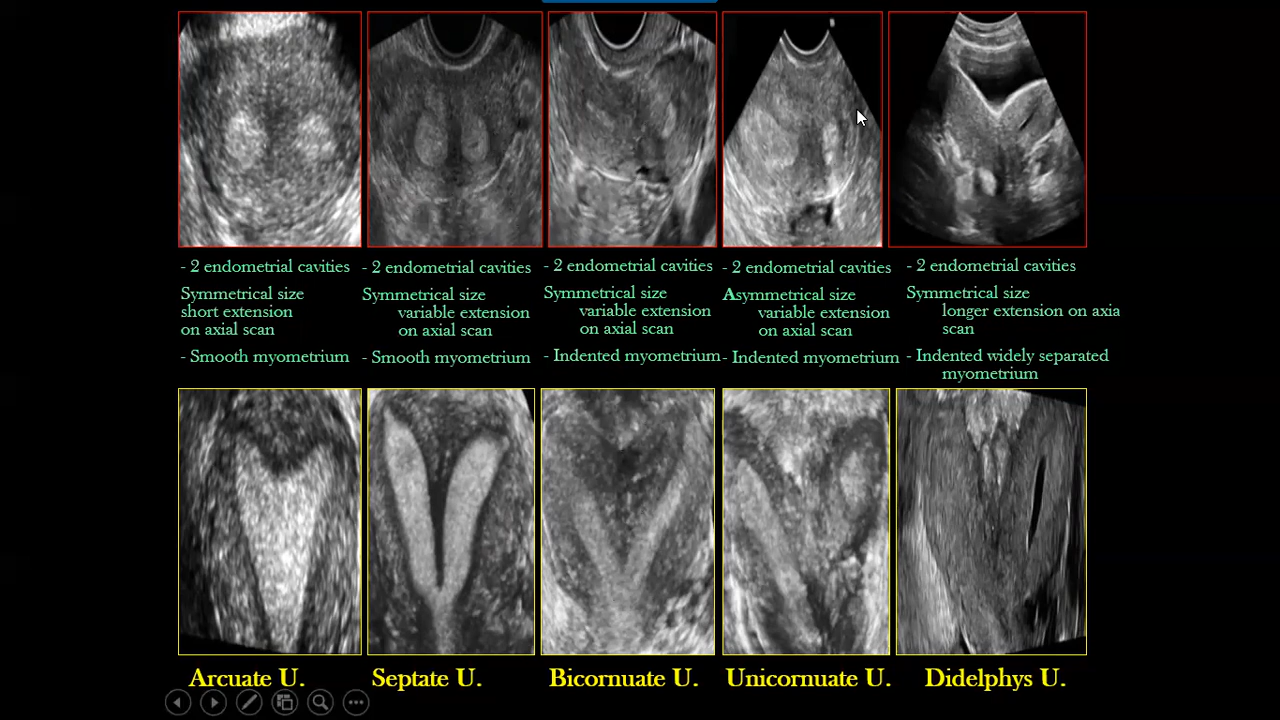 - 2 endometrial cavities
Symmetrical size
short extension
on axial scan
- Smooth myometrium
- 2 endometrial cavities
Symmetrical size
variable extension
on axial scan
- Smooth myometrium
- 2 endometrial cavities
Symmetrical size
variable extension
on axial scan
- Indented myometrium
- 2 endometrial cavities
Asymmetrical size
variable extension
on axial scan
- Indented myometrium
- 2 endometrial cavities
Symmetrical size
longer extension on axia
scan
- Indented widely separated
myometrium
Arcuate U.
Septate U.
Bicornuate U.
Unicornuate U.
Didelphys U.